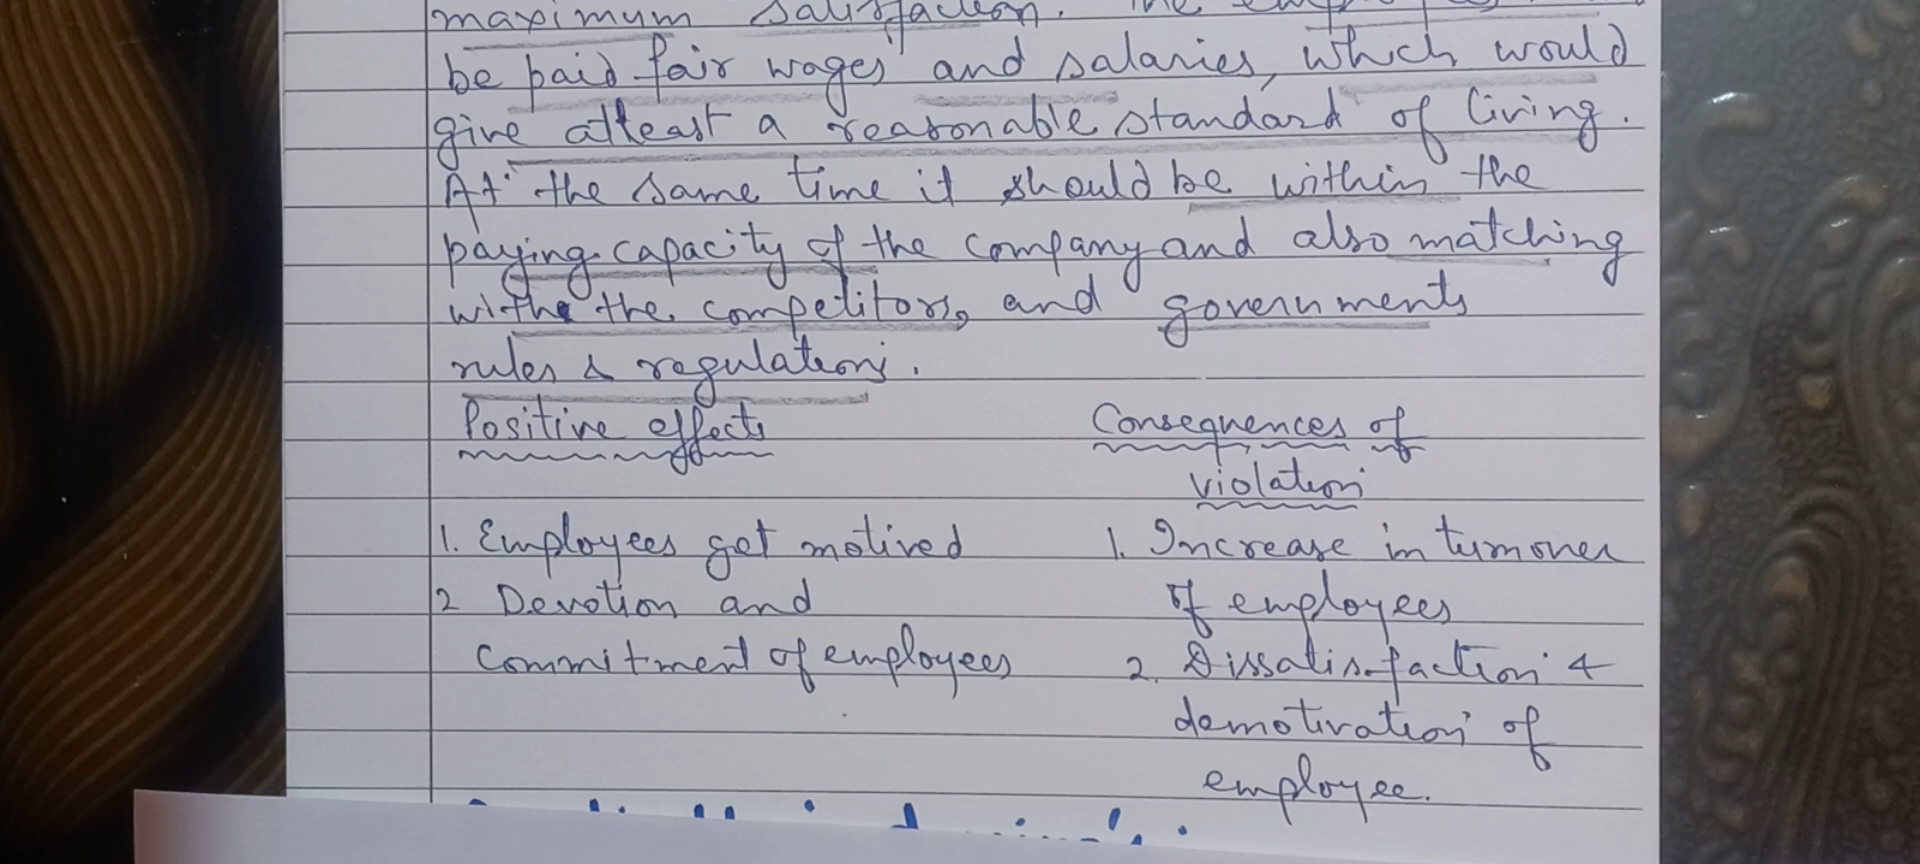 maximum satisfaction. The
be paid fair wages and salaries, which would
give atleast a reasonable standard of living.
At the same time it should be within the
paying capacity of the company and also matching
withe the competitors, and governments
rules & regulations.
Positive effects Consequences of
violation
1. Employees get motived 1. Increase in turnover
2 Devotion and of employees
Commitment of employees 2. Dissatisfaction &
demotivation of
employee.